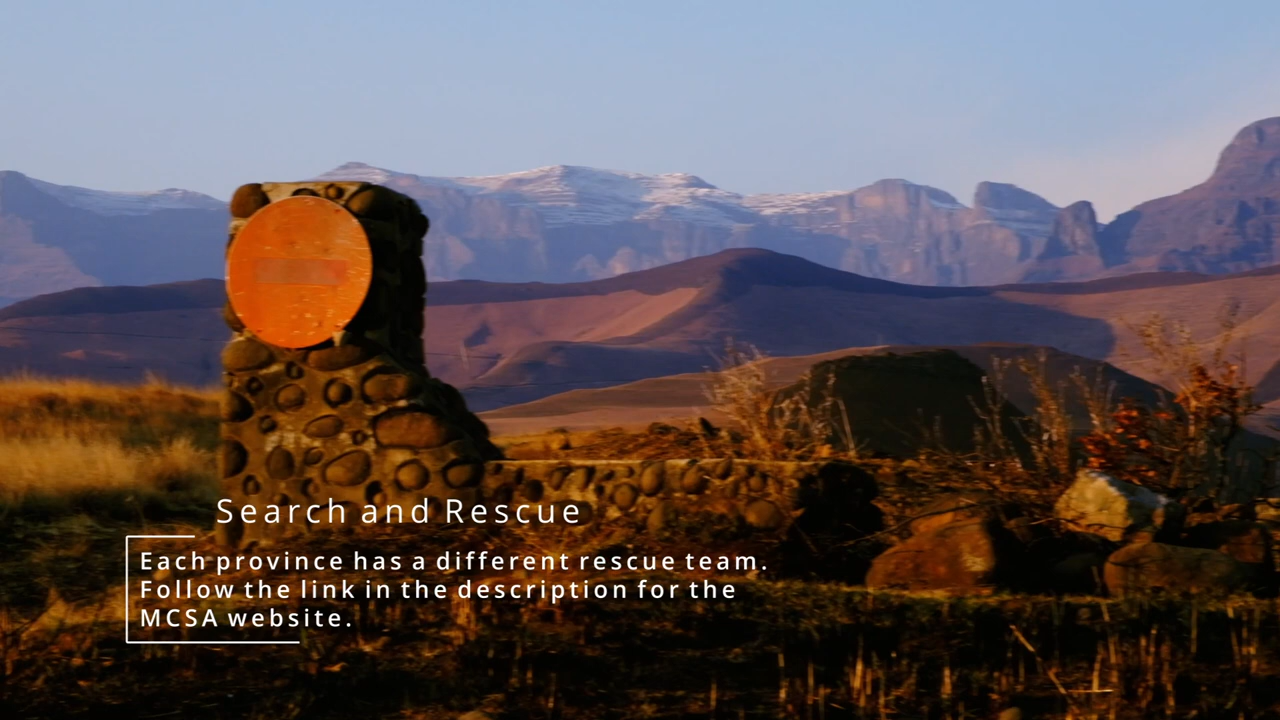 Search and Rescue
Each province has a different rescue team.
Follow the link in the description for the
MCSA website.